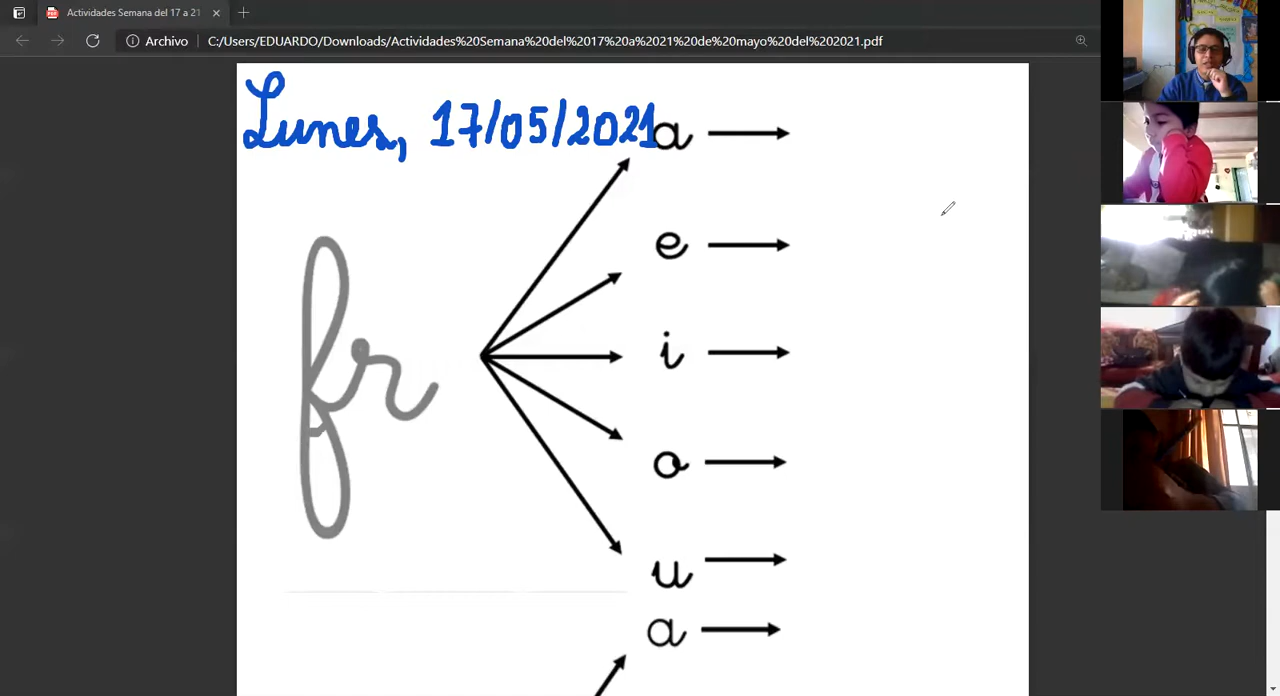 Actividades Semana del 17 a 21
Archivo
C:/Users/EDUARDO/Downloads/Actividades%20Semana%20del%2017%20a%2021%20de%20mayo%20del%202021.pdf
Lunes, 17/05/2021
a
e
fr
i
o
u
a